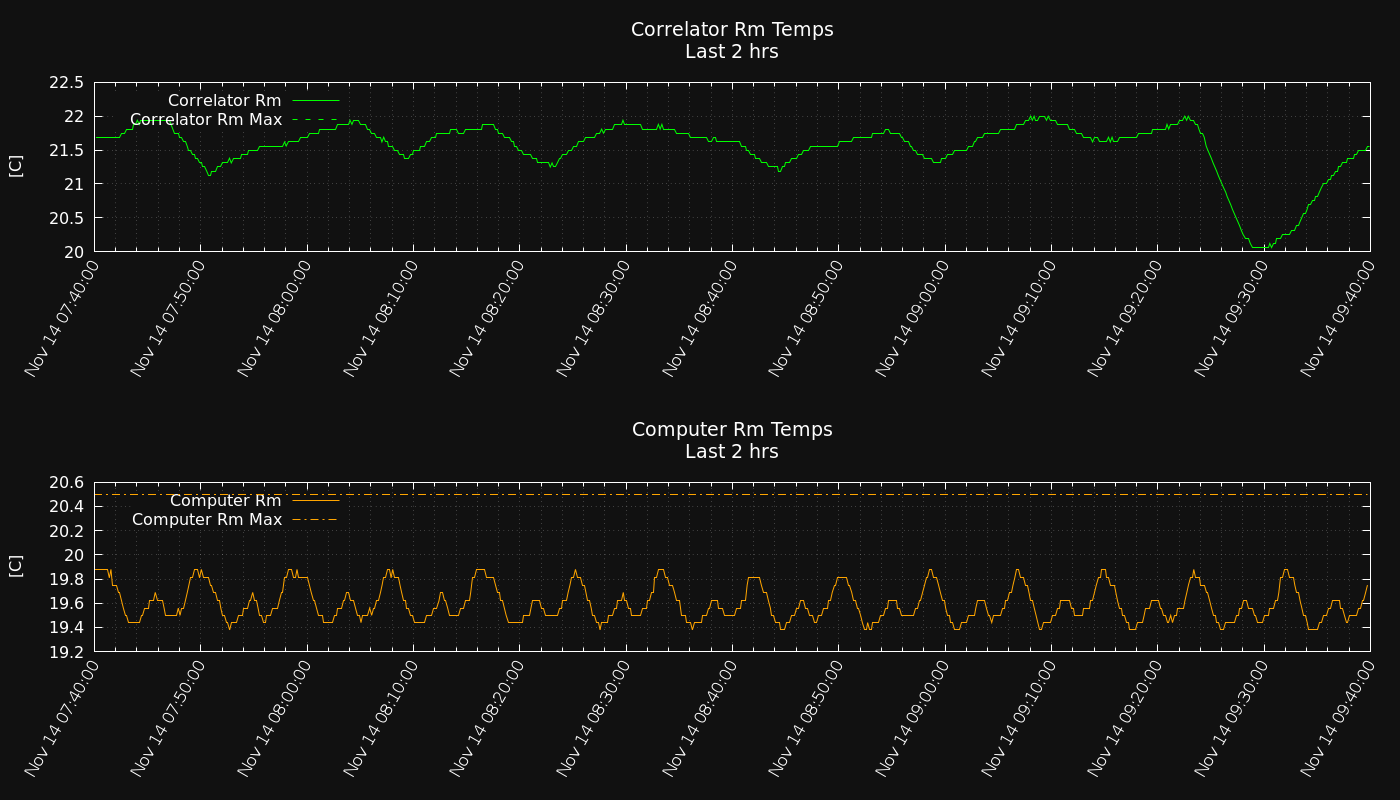 Correlator Rm Temps
Last 2 hrs
22.5
22
21.5
21
20.5
20
[C]
Correlator Rm
Correlator Rm Max
Nov 14 07:40:00
Nov 14 07:50:00
Nov 14 08:00:00
Nov 14 08:10:00
Nov 14 08:20:00
Nov 14 08:30:00
Nov 14 08:40:00
Nov 14 08:50:00
Nov 14 09:00:00
Nov 14 09:10:00
Nov 14 09:20:00
Nov 14 09:30:00
Nov 14 09:40:00
Computer Rm Temps
Last 2 hrs
20.6
20.4
20.2
20
19.8
19.6
19.4
19.2
[C]
Computer Rm
Computer Rm Max
Nov 14 07:40:00
Nov 14 07:50:00
Nov 14 08:00:00
Nov 14 08:10:00
Nov 14 08:20:00
Nov 14 08:30:00
Nov 14 08:40:00
Nov 14 08:50:00
Nov 14 09:00:00
Nov 14 09:10:00
Nov 14 09:20:00
Nov 14 09:30:00
Nov 14 09:40:00